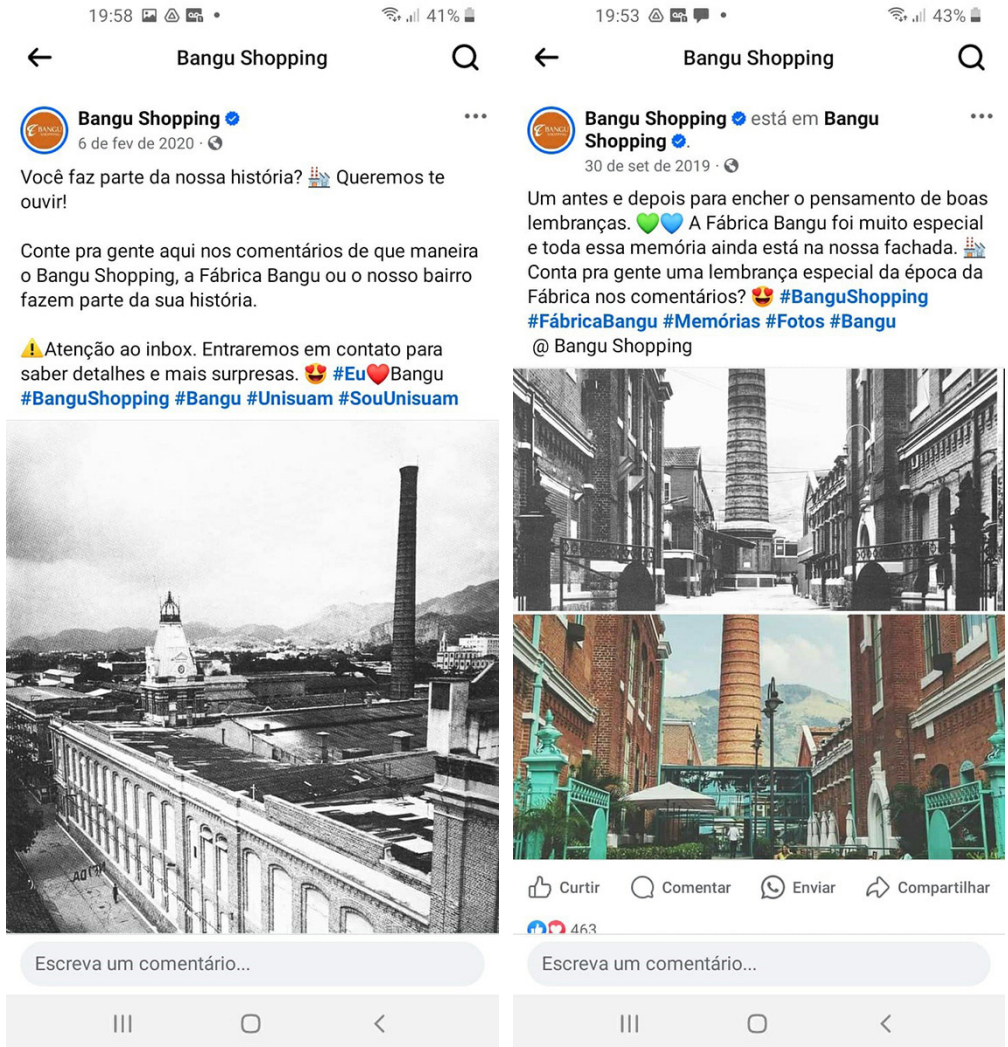 19:58 41%
Bangu Shopping
Bangu Shopping
6 de fev de 2020 ·
Você faz parte da nossa história? 🏭 Queremos te
ouvir!
Conte pra gente aqui nos comentários de que maneira
o Bangu Shopping, a Fábrica Bangu ou o nosso bairro
fazem parte da sua história.
⚠️Atenção ao inbox. Entraremos em contato para
saber detalhes e mais surpresas. 😍 #Eu❤️Bangu
#BanguShopping #Bangu #Unisuam #SouUnisuam
Escreva um comentário...
19:53 43%
Bangu Shopping
Bangu Shopping está em Bangu
Shopping.
30 de set de 2019 ·
Um antes e depois para encher o pensamento de boas
lembranças. 💚💙 A Fábrica Bangu foi muito especial
e toda essa memória ainda está na nossa fachada. 🏭
Conta pra gente uma lembrança especial da época da
Fábrica nos comentários? 😍 #BanguShopping
#FábricaBangu #Memórias #Fotos #Bangu
@ Bangu Shopping
Curtir Comentar Enviar Compartilhar
463
Escreva um comentário...